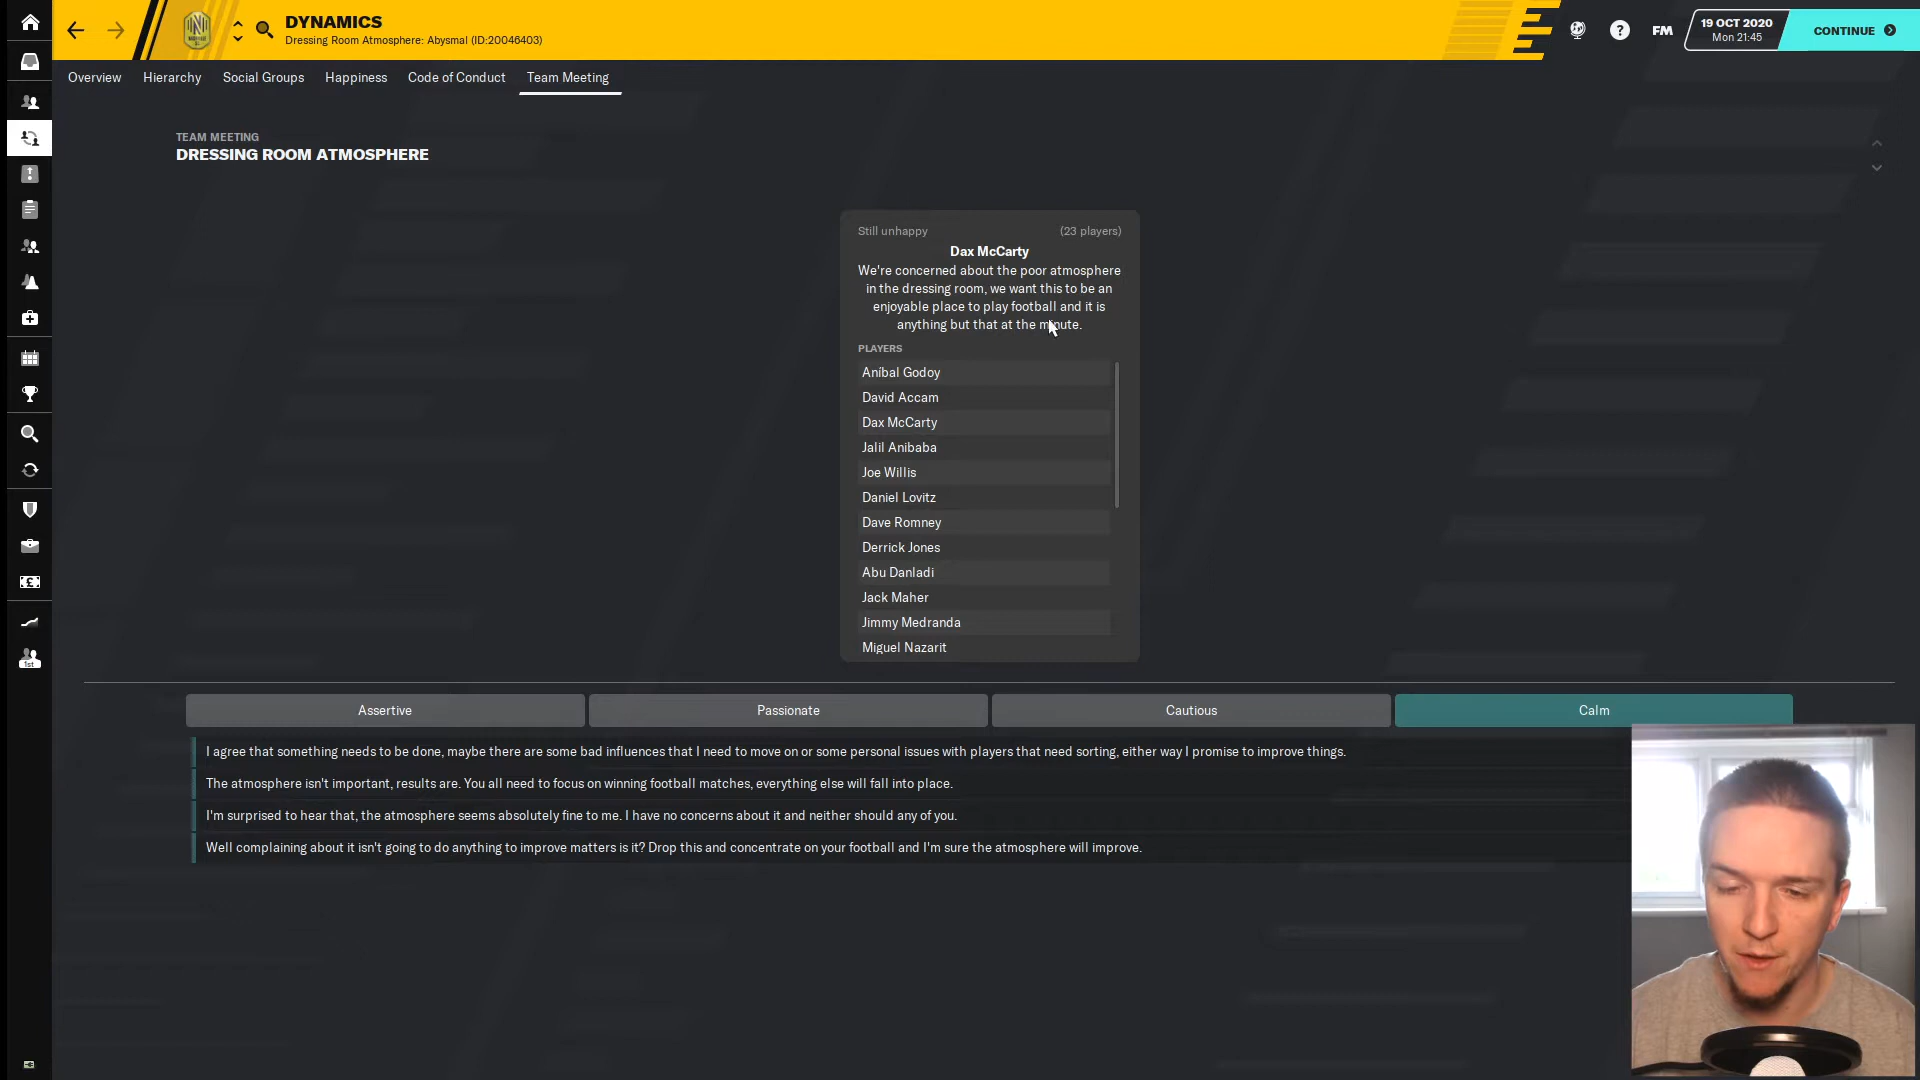 DYNAMICS
Dressing Room Atmosphere: Abysmal (ID:20046403)
FM
19 OCT 2020
Mon 21:45
CONTINUE
Overview
Hierarchy
Social Groups
Happiness
Code of Conduct
Team Meeting
TEAM MEETING
DRESSING ROOM ATMOSPHERE
Still unhappy
(23 players)
Dax McCarty
We're concerned about the poor atmosphere
in the dressing room, we want this to be an
enjoyable place to play football and it is
anything but that at the minute.
PLAYERS
Aníbal Godoy
David Accam
Dax McCarty
Jalil Anibaba
Joe Willis
Daniel Lovitz
Dave Romney
Derrick Jones
Abu Danladi
Jack Maher
Jimmy Medranda
Miguel Nazarit
Assertive
Passionate
Cautious
Calm
I agree that something needs to be done, maybe there are some bad influences that I need to move on or some personal issues with players that need sorting, either way I promise to improve things.
The atmosphere isn't important, results are. You all need to focus on winning football matches, everything else will fall into place.
I'm surprised to hear that, the atmosphere seems absolutely fine to me. I have no concerns about it and neither should any of you.
Well complaining about it isn't going to do anything to improve matters is it? Drop this and concentrate on your football and I'm sure the atmosphere will improve.
1st